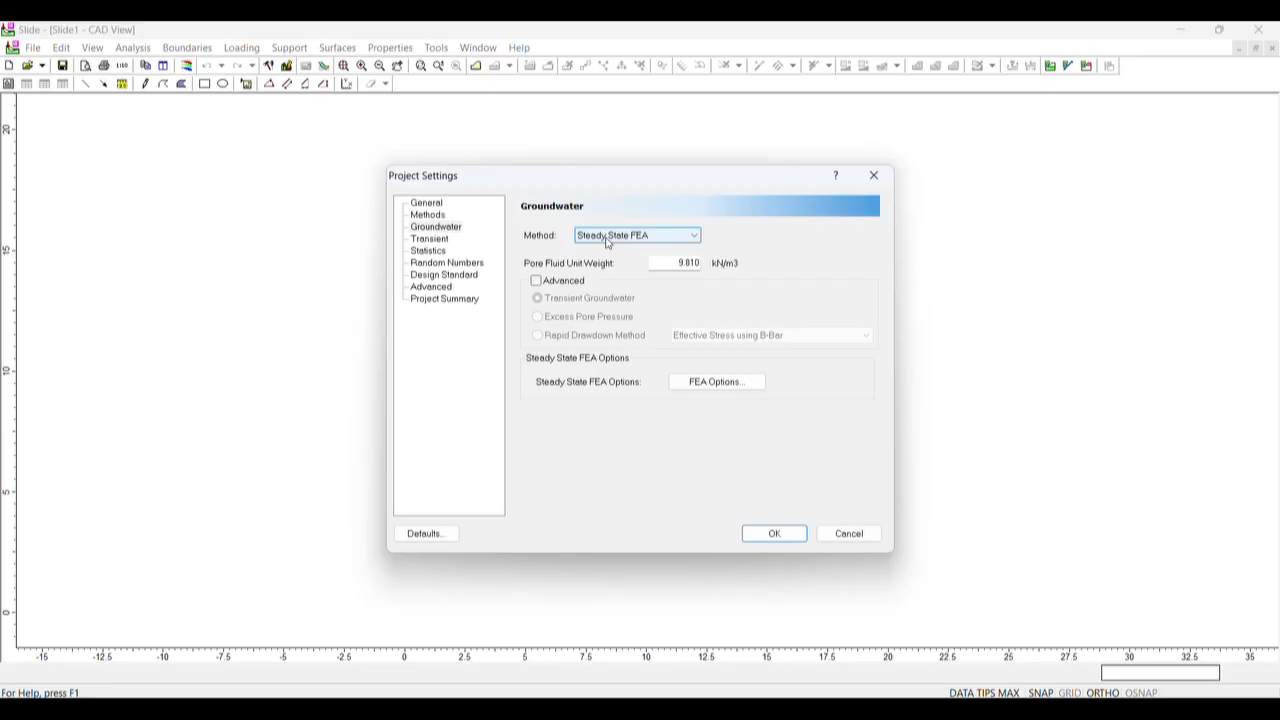 Slide - [Slide1 - CAD View]
File Edit View Analysis Boundaries Loading Support Surfaces Properties Tools Window Help
Project Settings
General
Methods
Groundwater
Transient
Statistics
Random Numbers
Design Standard
Advanced
Project Summary
Groundwater
Method: Steady State FEA
Pore Fluid Unit Weight: 9.810 kN/m3
Advanced
Transient Groundwater
Excess Pore Pressure
Rapid Drawdown Method Effective Stress using B-Bar
Steady State FEA Options
Steady State FEA Options: FEA Options...
Defaults... OK Cancel
20
15
10
5
0
-15 -12.5 -10 -7.5 -5 -2.5 0 2.5 5 7.5 10 12.5 15 17.5 20 22.5 25 27.5 30 32.5 35
For Help, press F1 DATA TIPS MAX SNAP GRID ORTHO OSNAP